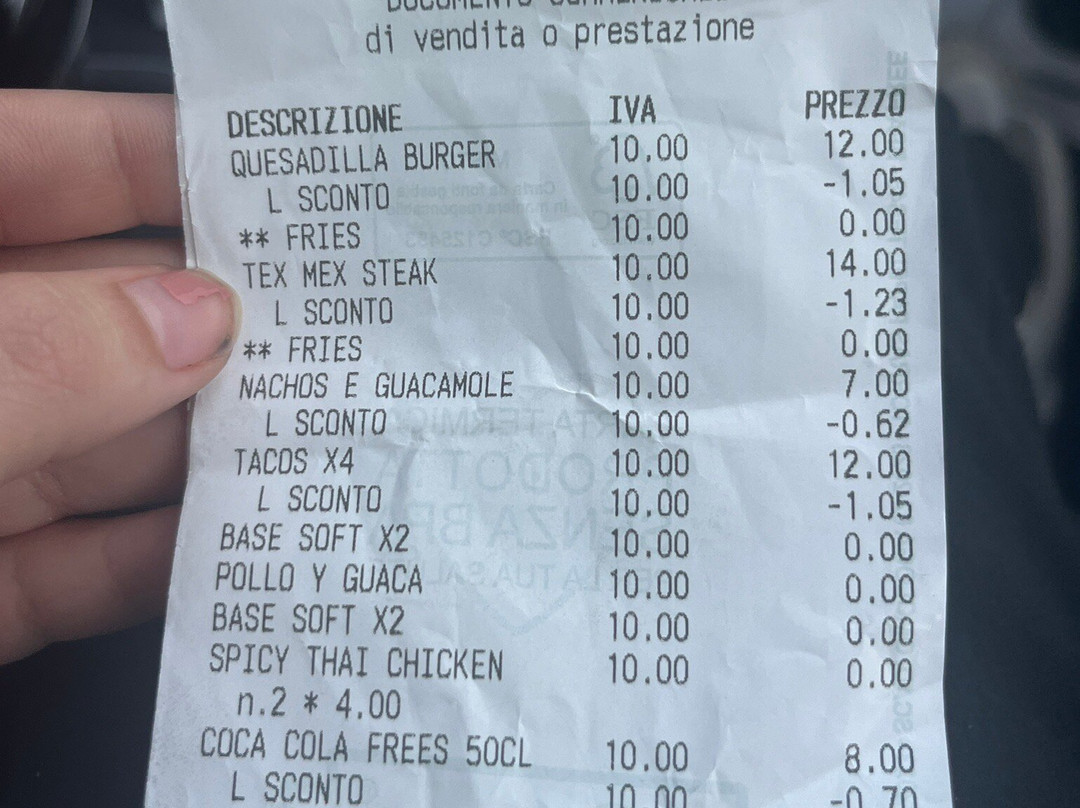 di vendita o prestazione
DESCRIZIONE IVA PREZZO
QUESADILLA BURGER 10.00 12.00
L SCONTO 10.00 -1.05
** FRIES 10.00 0.00
TEX MEX STEAK 10.00 14.00
L SCONTO 10.00 -1.23
** FRIES 10.00 0.00
NACHOS E GUACAMOLE 10.00 7.00
L SCONTO 10.00 -0.62
TACOS X4 10.00 12.00
L SCONTO 10.00 -1.05
BASE SOFT X2 10.00 0.00
POLLO Y GUACA 10.00 0.00
BASE SOFT X2 10.00 0.00
SPICY THAI CHICKEN 10.00 0.00
n.2 * 4.00
COCA COLA FREES 50CL 10.00 8.00
L SCONTO 10.00 -0.70